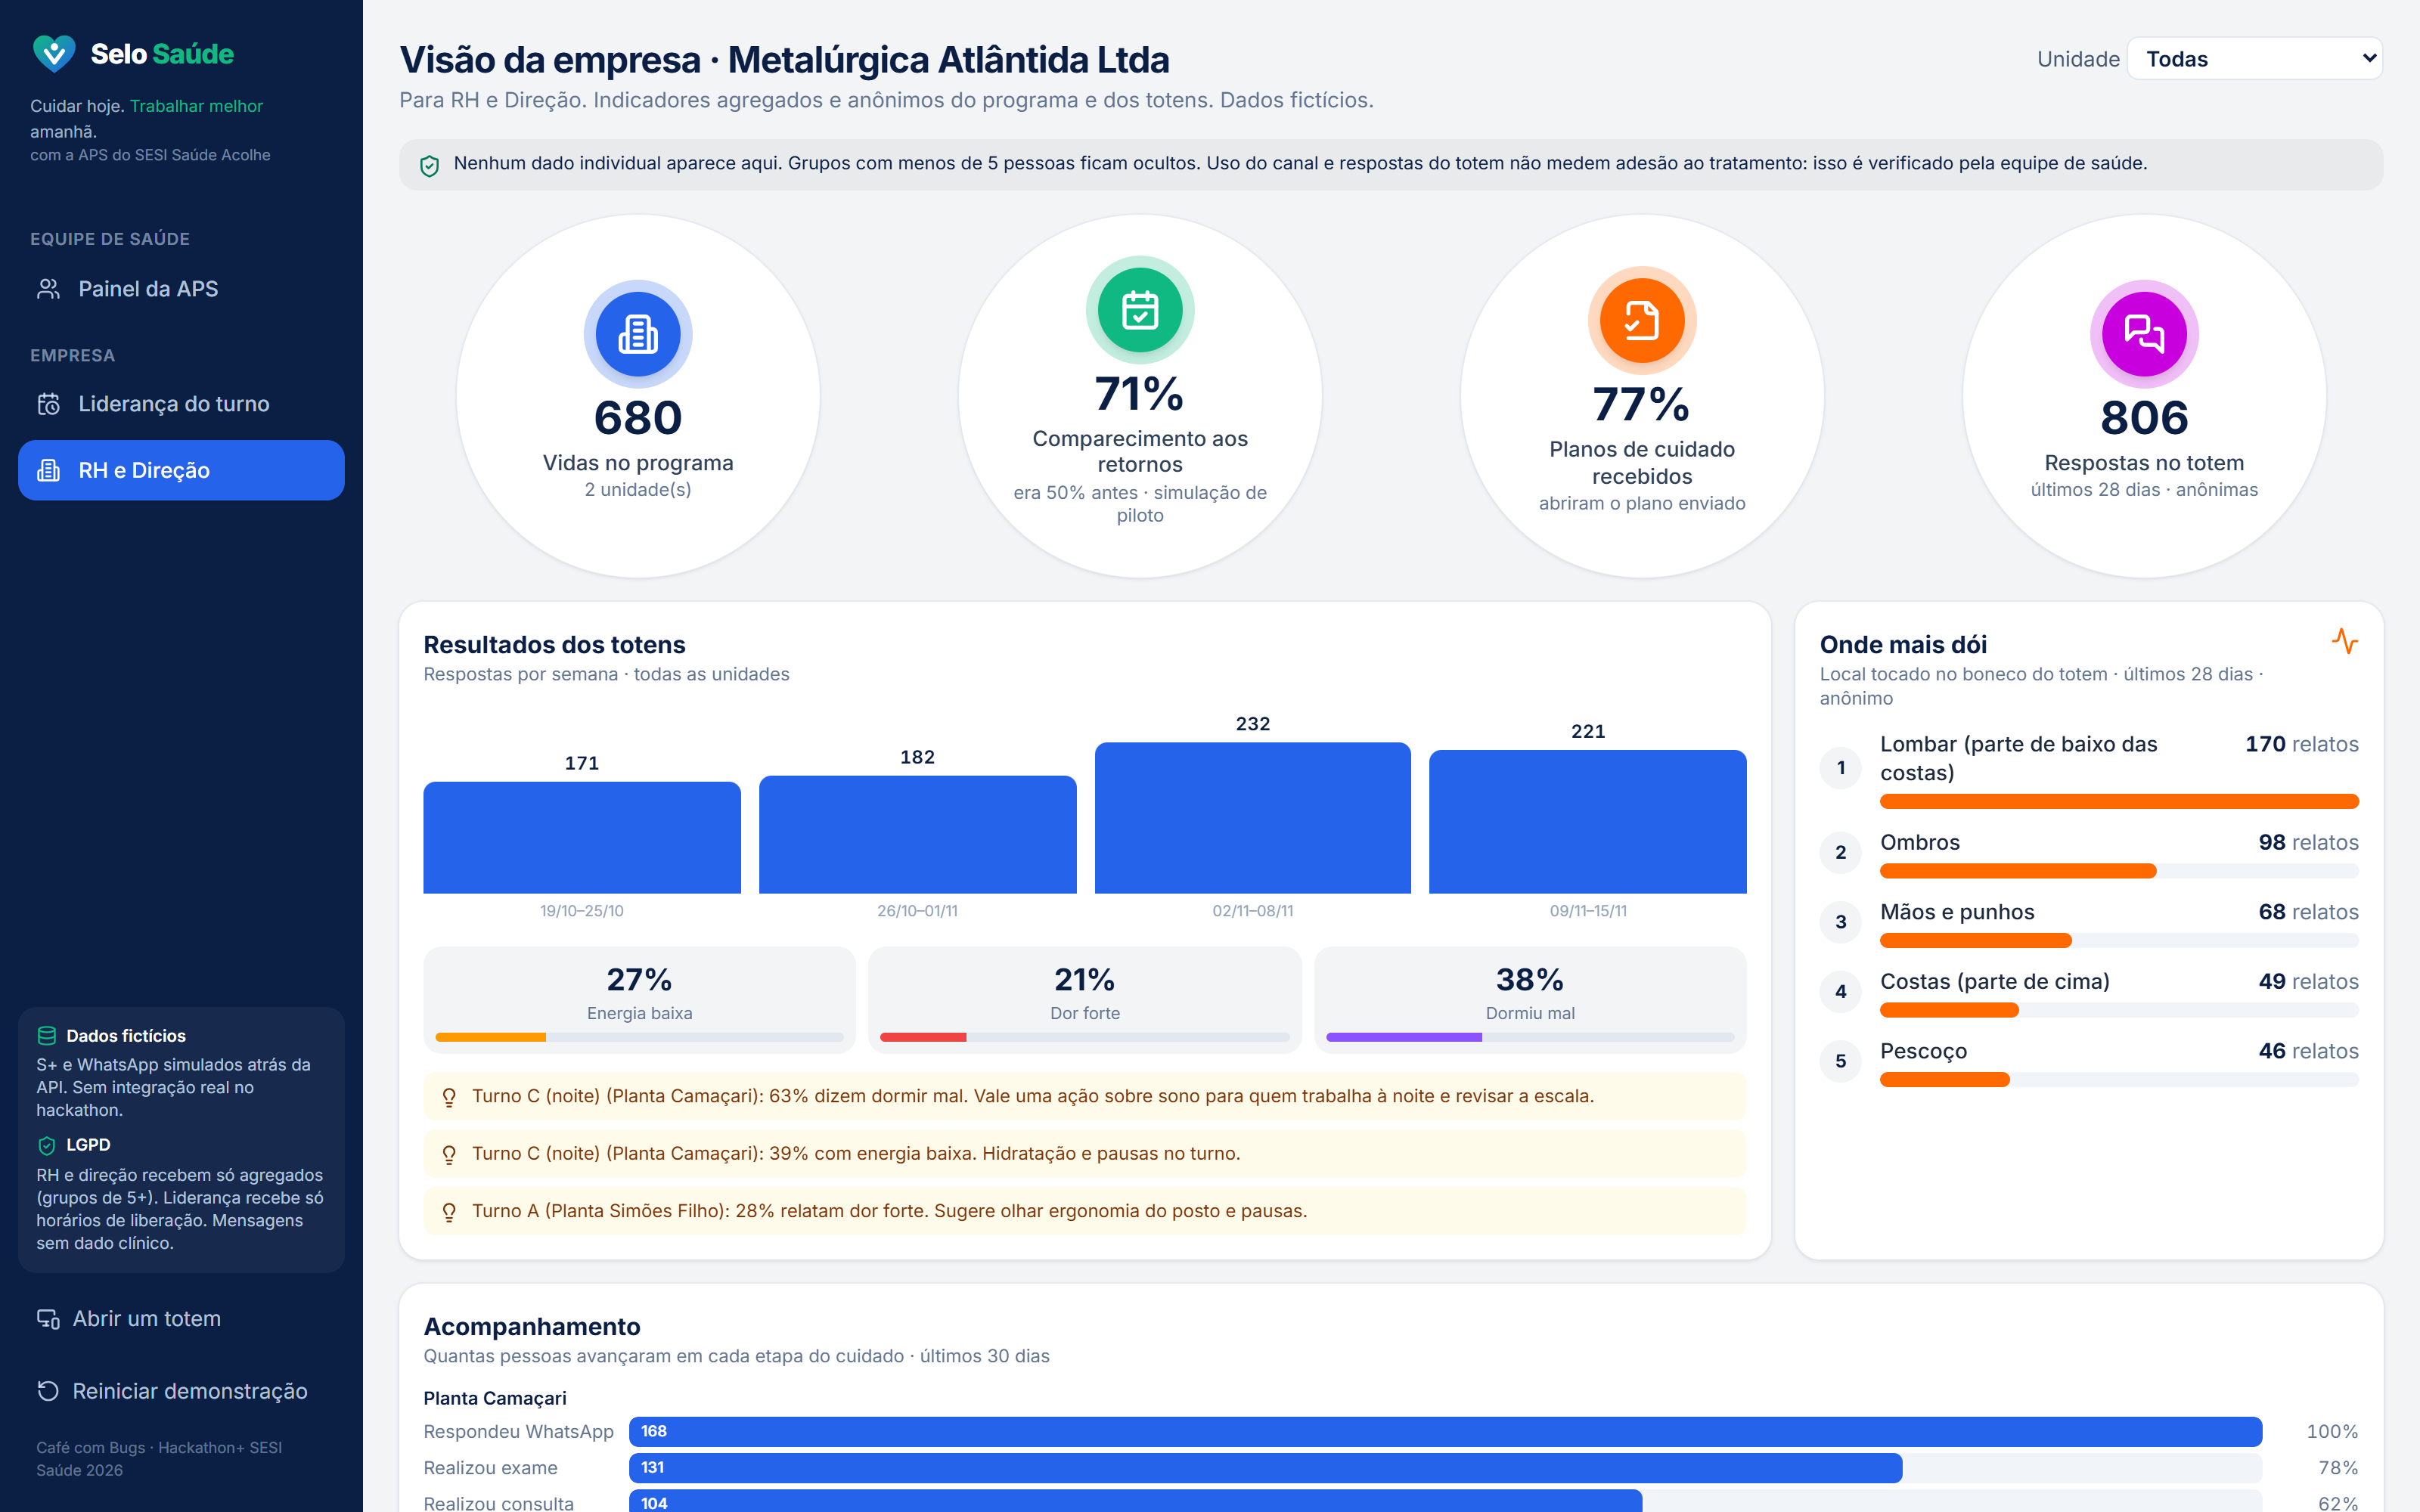 Selo Saúde
Cuidar hoje. Trabalhar melhor
amanhã.
com a APS do SESI Saúde Acolhe
EQUIPE DE SAÚDE
Painel da APS
EMPRESA
Liderança do turno
RH e Direção
Dados fictícios
S+ e WhatsApp simulados atrás da
API. Sem integração real no
hackathon.
LGPD
RH e direção recebem só agregados
(grupos de 5+). Liderança recebe só
horários de liberação. Mensagens
sem dado clínico.
Abrir um totem
Reiniciar demonstração
Café com Bugs · Hackathon+ SESI
Saúde 2026
Visão da empresa · Metalúrgica Atlântida Ltda
Para RH e Direção. Indicadores agregados e anônimos do programa e dos totens. Dados fictícios.
Unidade Todas
Nenhum dado individual aparece aqui. Grupos com menos de 5 pessoas ficam ocultos. Uso do canal e respostas do totem não medem adesão ao tratamento: isso é verificado pela equipe de saúde.
680
Vidas no programa
2 unidade(s)
71%
Comparecimento aos
retornos
era 50% antes · simulação de
piloto
77%
Planos de cuidado
recebidos
abriram o plano enviado
806
Respostas no totem
últimos 28 dias · anônimas
Resultados dos totens
Respostas por semana · todas as unidades
171 182 232 221
19/10–25/10 26/10–01/11 02/11–08/11 09/11–15/11
27% 21% 38%
Energia baixa Dor forte Dormiu mal
Turno C (noite) (Planta Camaçari): 63% dizem dormir mal. Vale uma ação sobre sono para quem trabalha à noite e revisar a escala.
Turno C (noite) (Planta Camaçari): 39% com energia baixa. Hidratação e pausas no turno.
Turno A (Planta Simões Filho): 28% relatam dor forte. Sugere olhar ergonomia do posto e pausas.
Onde mais dói
Local tocado no boneco do totem · últimos 28 dias ·
anônimo
1 Lombar (parte de baixo das 170 relatos
costas)
2 Ombros 98 relatos
3 Mãos e punhos 68 relatos
4 Costas (parte de cima) 49 relatos
5 Pescoço 46 relatos
Acompanhamento
Quantas pessoas avançaram em cada etapa do cuidado · últimos 30 dias
Planta Camaçari
Respondeu WhatsApp 168 100%
Realizou exame 131 78%
Realizou consulta 104 62%